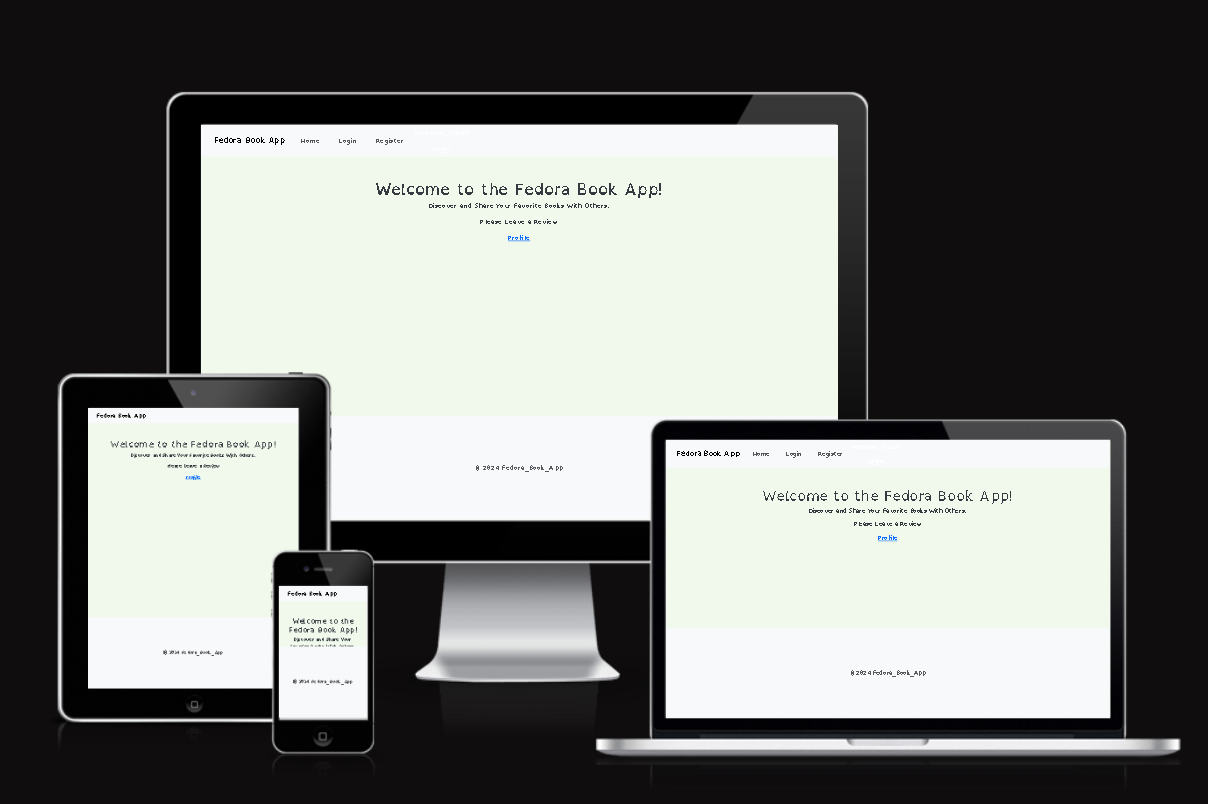 Fedora Book App Home Login Register
Welcome to the Fedora Book App!
Discover and Share Your Favorite Books With Others.
Please Leave a Review
Profile
© 2024 Fedora_Book_App
Fedora Book App
Welcome to the Fedora Book App!
Discover and Share Your Favorite Books With Others.
Please Leave a Review
Profile
© 2024 Fedora_Book_App
Fedora Book App
Welcome to the
Fedora Book App!
Discover and Share Your
© 2024 Fedora_Book_App
Fedora Book App Home Login Register
Welcome to the Fedora Book App!
Discover and Share Your Favorite Books With Others.
Please Leave a Review
Profile
© 2024 Fedora_Book_App